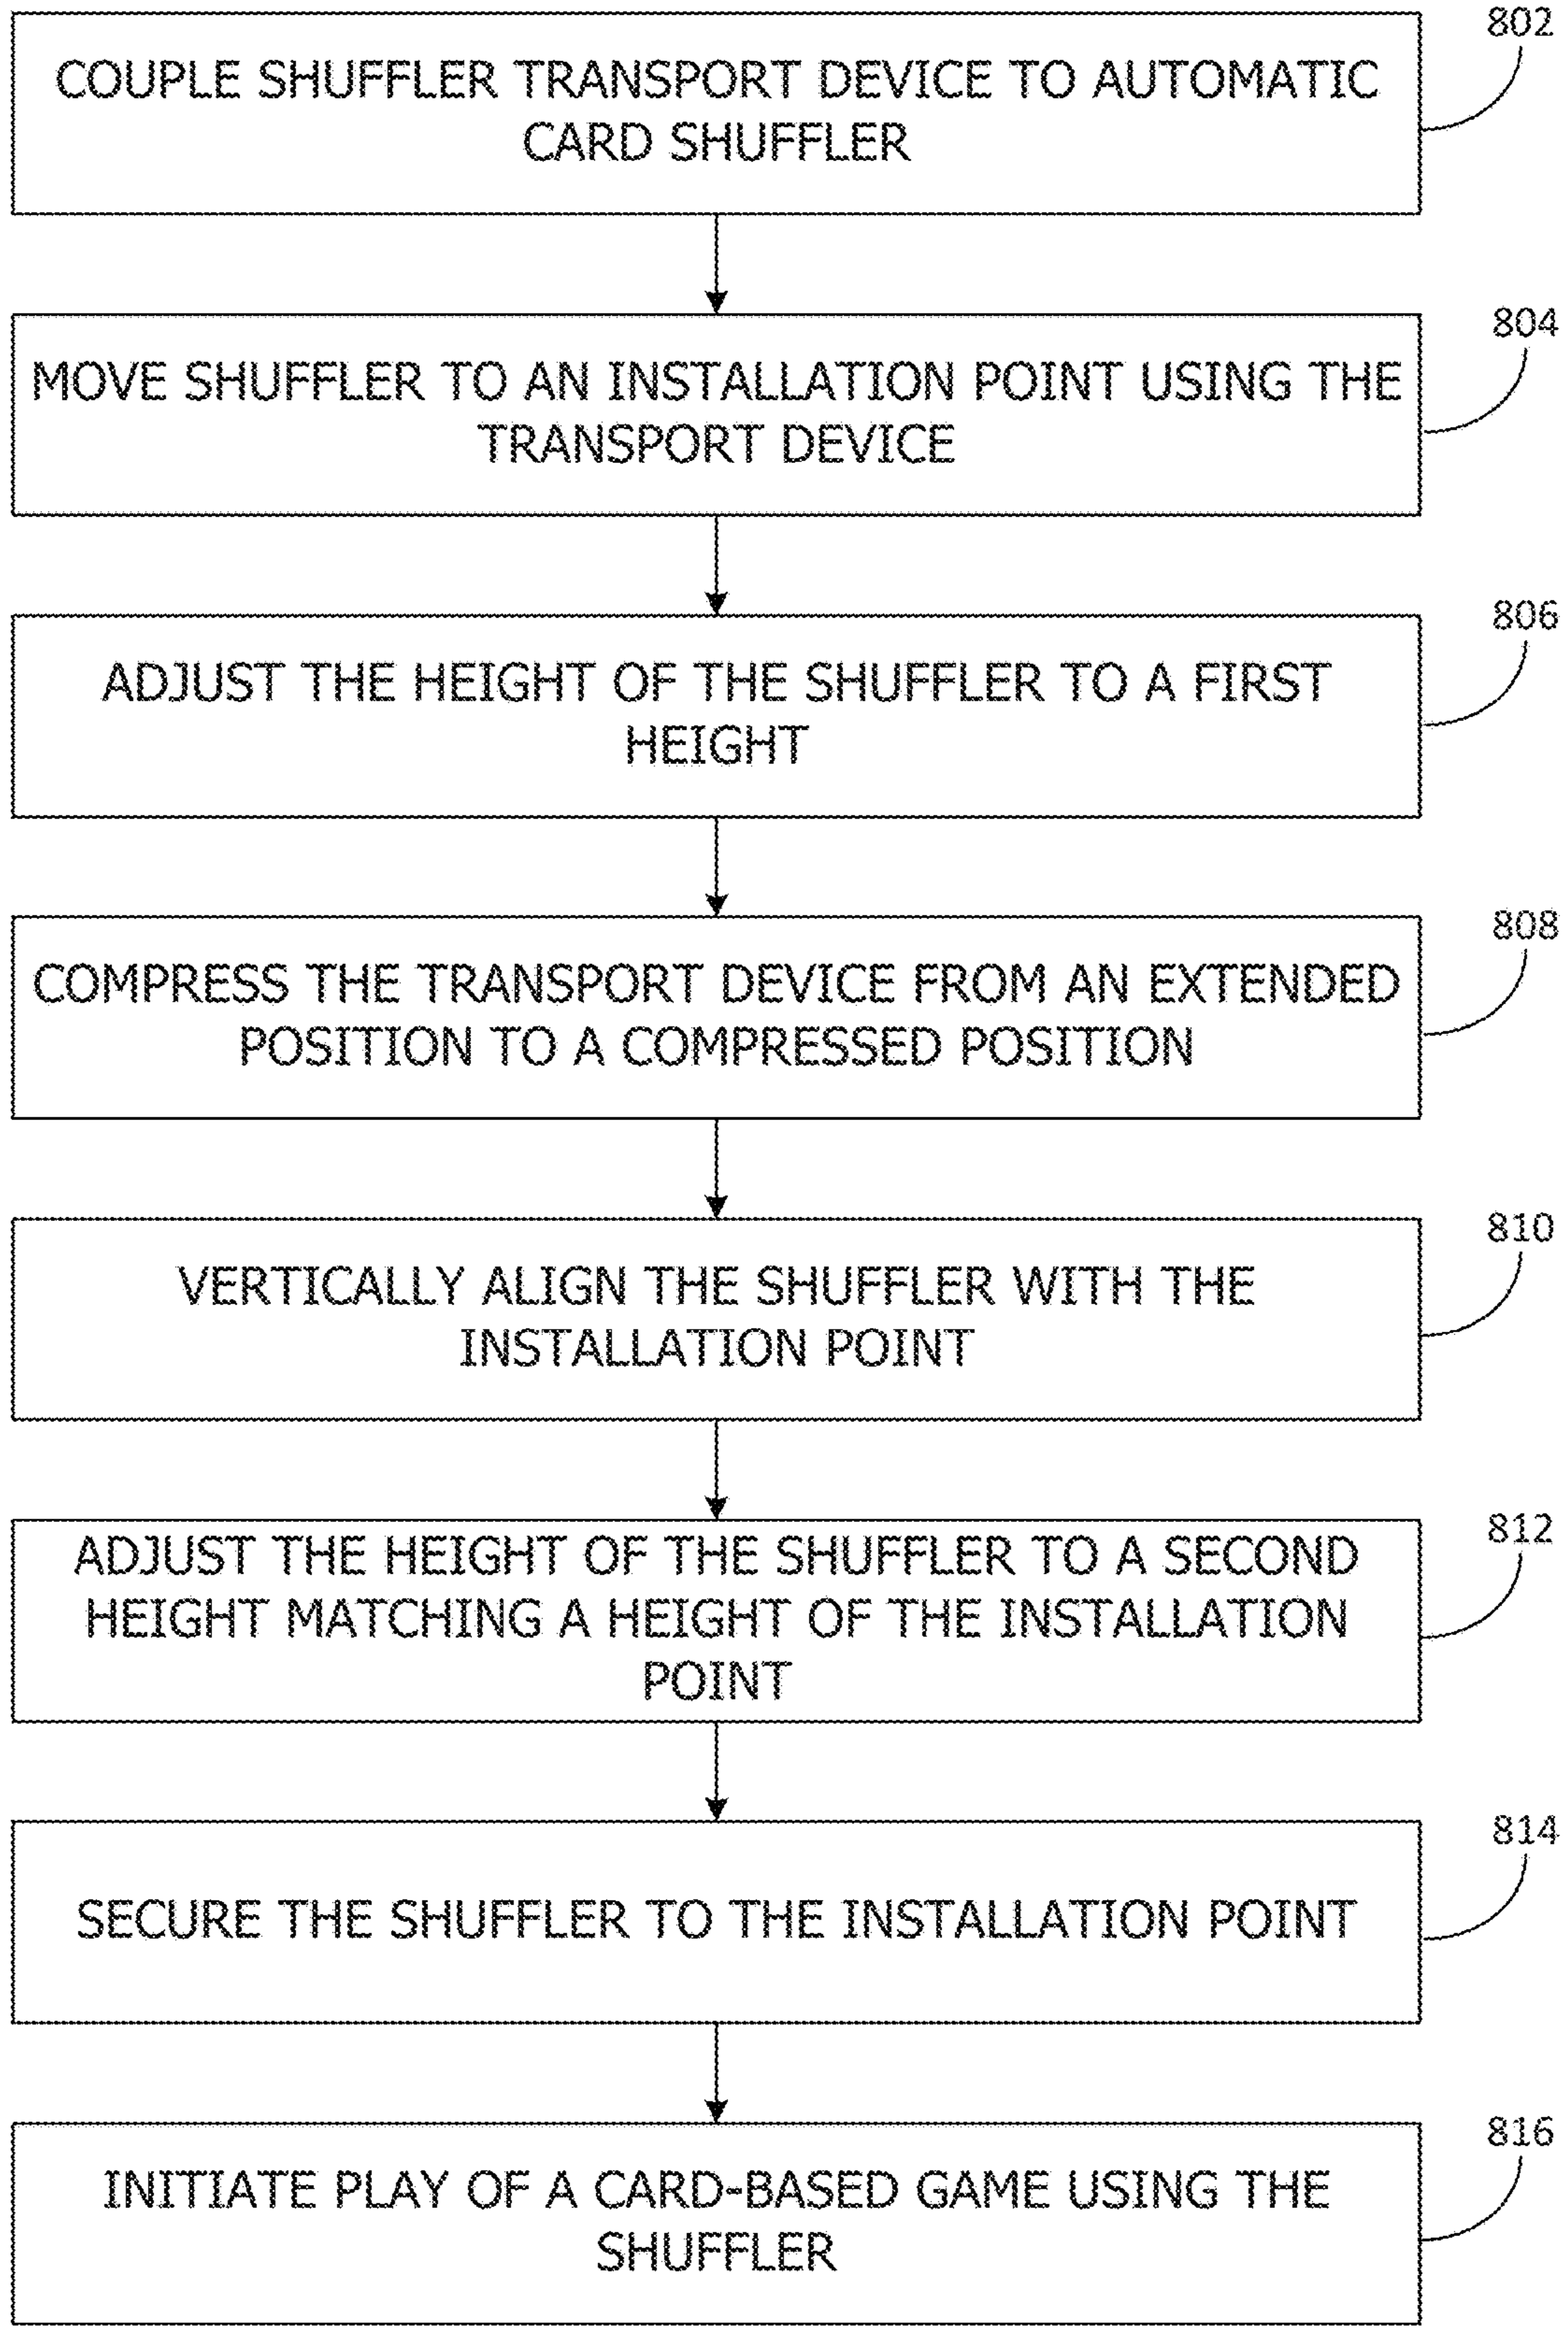 802
COUPLE SHUFFLER TRANSPORT DEVICE TO AUTOMATIC
CARD SHUFFLER
804
MOVE SHUFFLER TO AN INSTALLATION POINT USING THE
TRANSPORT DEVICE
806
ADJUST THE HEIGHT OF THE SHUFFLER TO A FIRST
HEIGHT
808
COMPRESS THE TRANSPORT DEVICE FROM AN EXTENDED
POSITION TO A COMPRESSED POSITION
810
VERTICALLY ALIGN THE SHUFFLER WITH THE
INSTALLATION POINT
812
ADJUST THE HEIGHT OF THE SHUFFLER TO A SECOND
HEIGHT MATCHING A HEIGHT OF THE INSTALLATION
POINT
814
SECURE THE SHUFFLER TO THE INSTALLATION POINT
816
INITIATE PLAY OF A CARD-BASED GAME USING THE
SHUFFLER